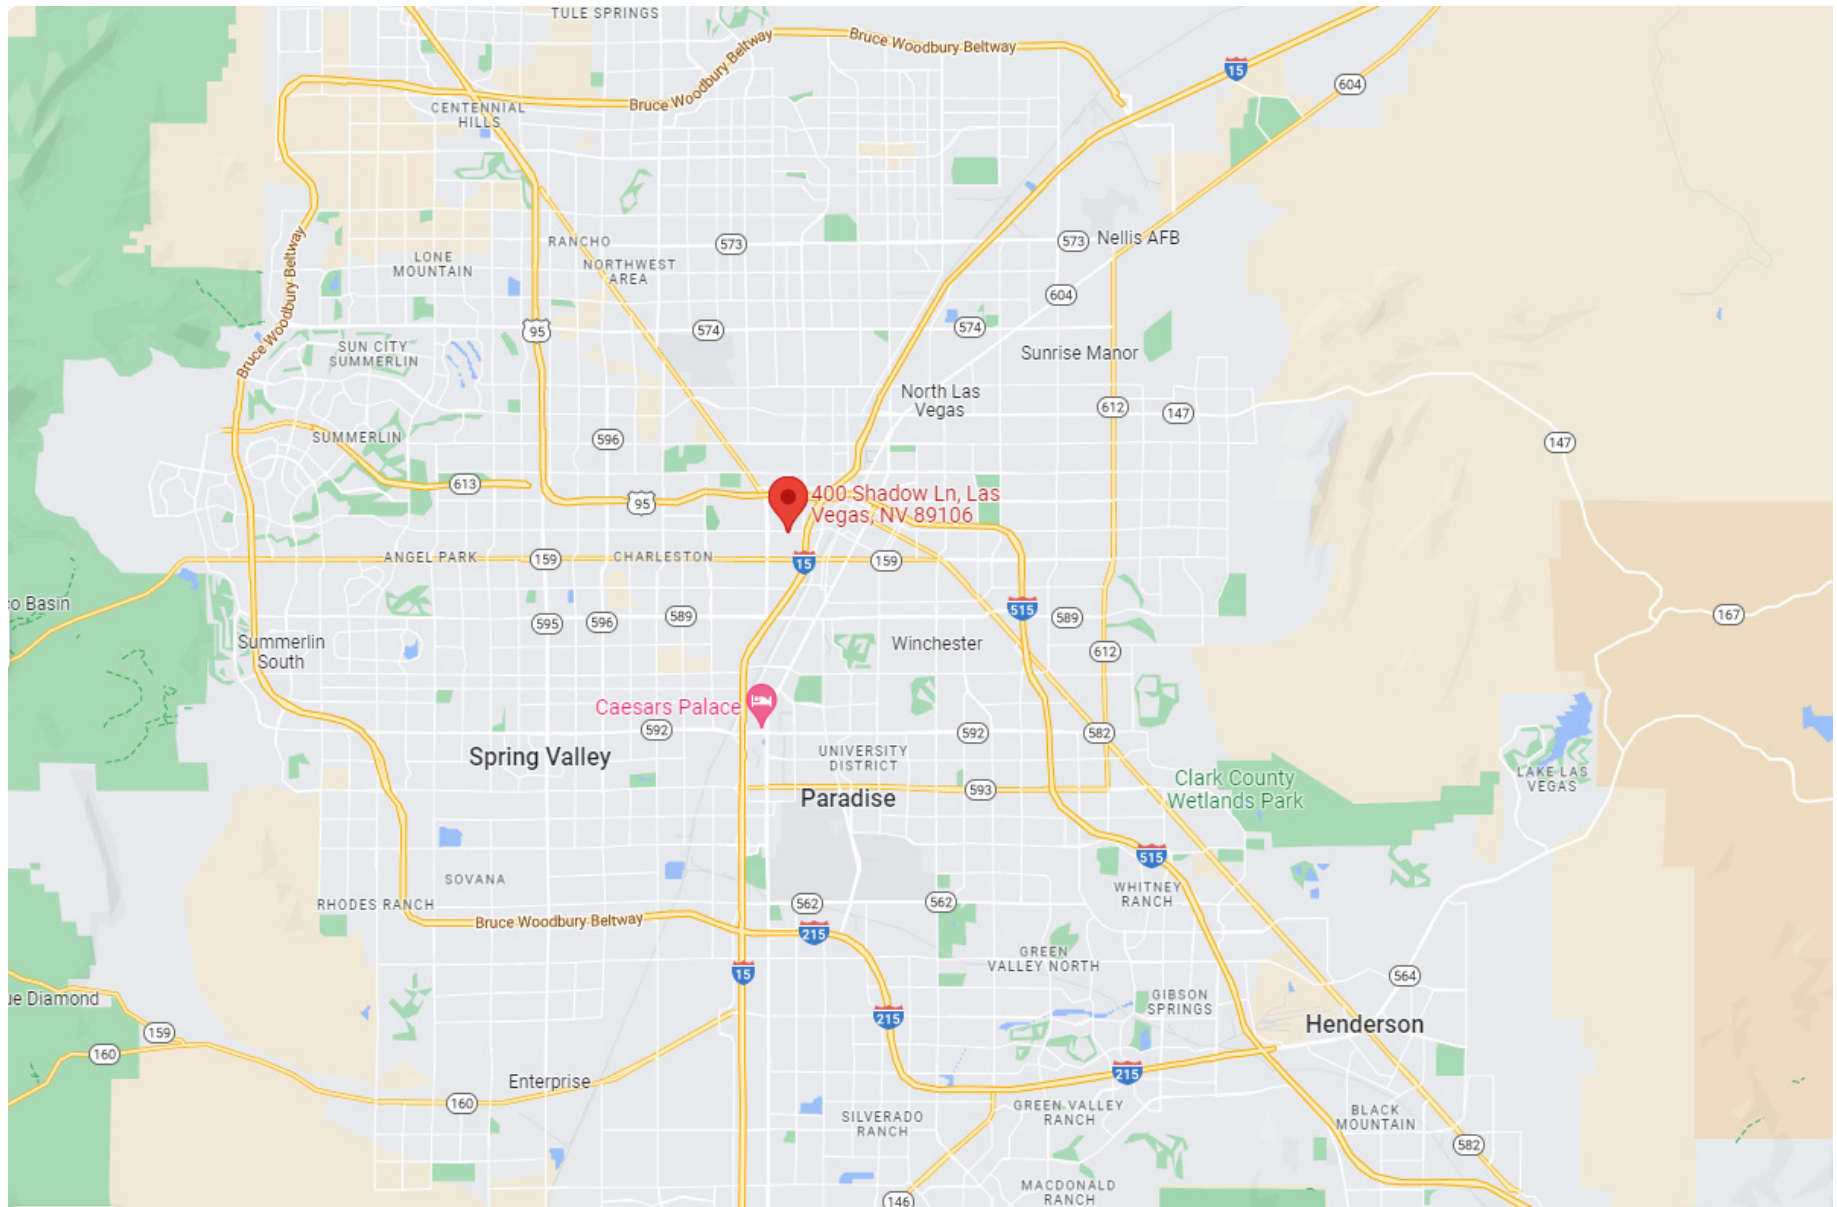 TULE SPRINGS
Bruce Woodbury Beltway
Bruce Woodbury Beltway
15
604
CENTENNIAL
HILLS
Bruce Woodbury Beltway
RANCHO
573
573
Nellis AFB
LONE
MOUNTAIN
NORTHWEST
AREA
604
95
574
574
SUN CITY
SUMMERLIN
Sunrise Manor
North Las
Vegas
612
147
SUMMERLIN
596
147
613
95
400 Shadow Ln, Las
Vegas, NV 89106
ANGEL PARK
159
CHARLESTON
15
159
co Basin
595
596
589
515
589
167
Summerlin
South
Winchester
612
Caesars Palace
592
592
582
Spring Valley
UNIVERSITY
DISTRICT
Clark County
Wetlands Park
LAKE LAS
VEGAS
Paradise
593
515
SOVANA
564
WHITNEY
RANCH
RHODES RANCH
562
562
Bruce Woodbury Beltway
215
GREEN
VALLEY NORTH
15
564
ue Diamond
GIBSON
SPRINGS
215
Henderson
159
160
Enterprise
215
160
SILVERADO
RANCH
GREEN VALLEY
RANCH
BLACK
MOUNTAIN
582
MACDONALD
RANCH
146
Bruce Woodbury Beltway